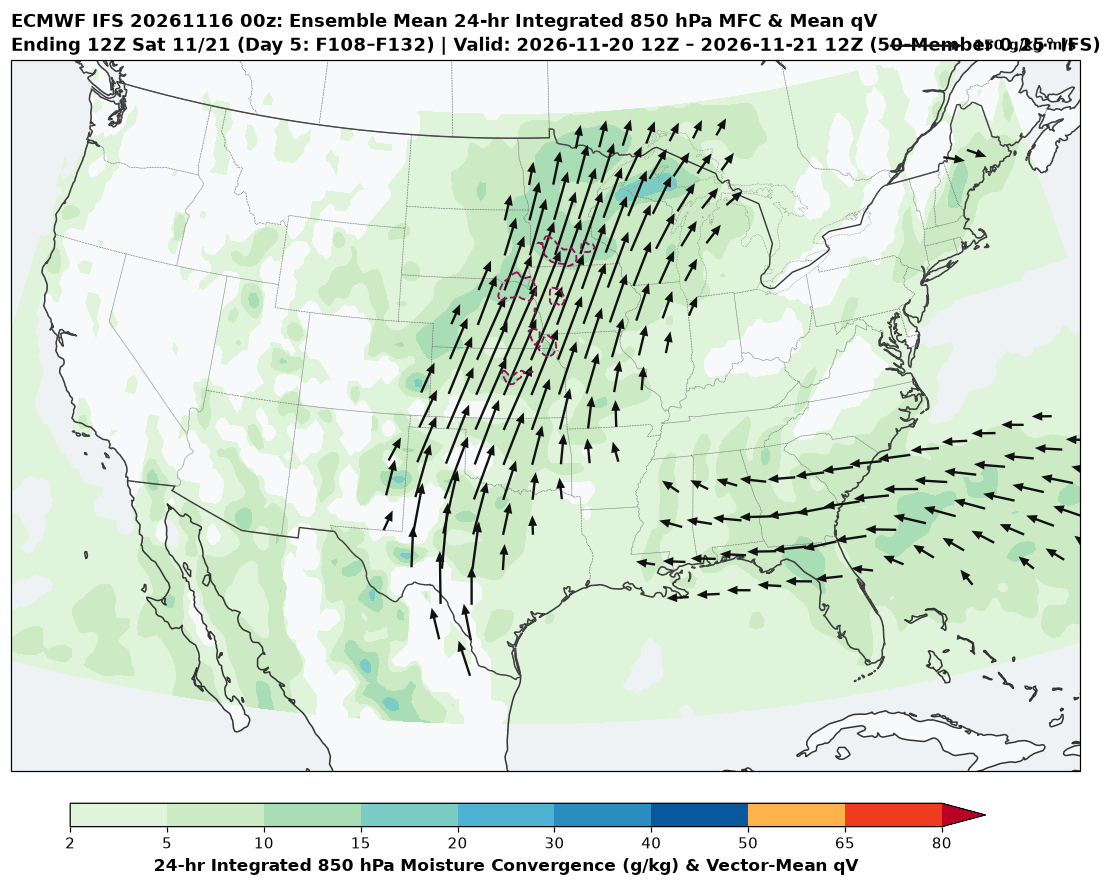 ECMWF IFS 20261116 00z: Ensemble Mean 24-hr Integrated 850 hPa MFC & Mean qV
Ending 12Z Sat 11/21 (Day 5: F108–F132) | Valid: 2026-11-20 12Z – 2026-11-21 12Z (50-Member 0.25° IFS)
2 5 10 15 20 30 40 50 65 80
24-hr Integrated 850 hPa Moisture Convergence (g/kg) & Vector-Mean qV